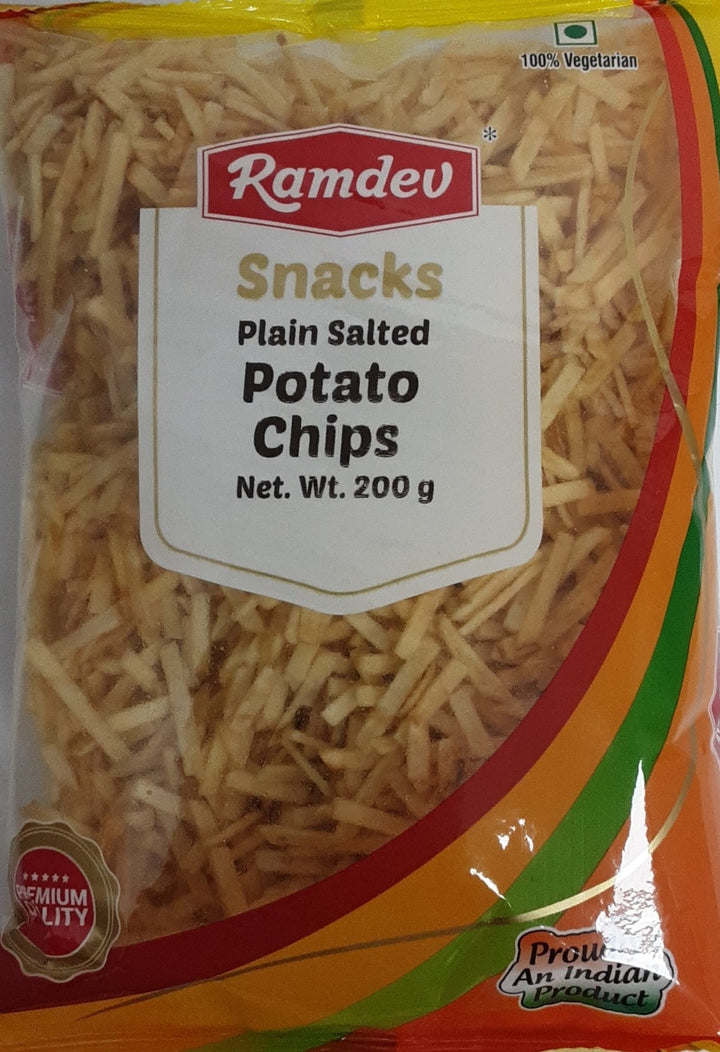 100% Vegetarian
Ramdev
*
Snacks
Plain Salted
Potato
Chips
Net. Wt. 200 g
An Indian
Product